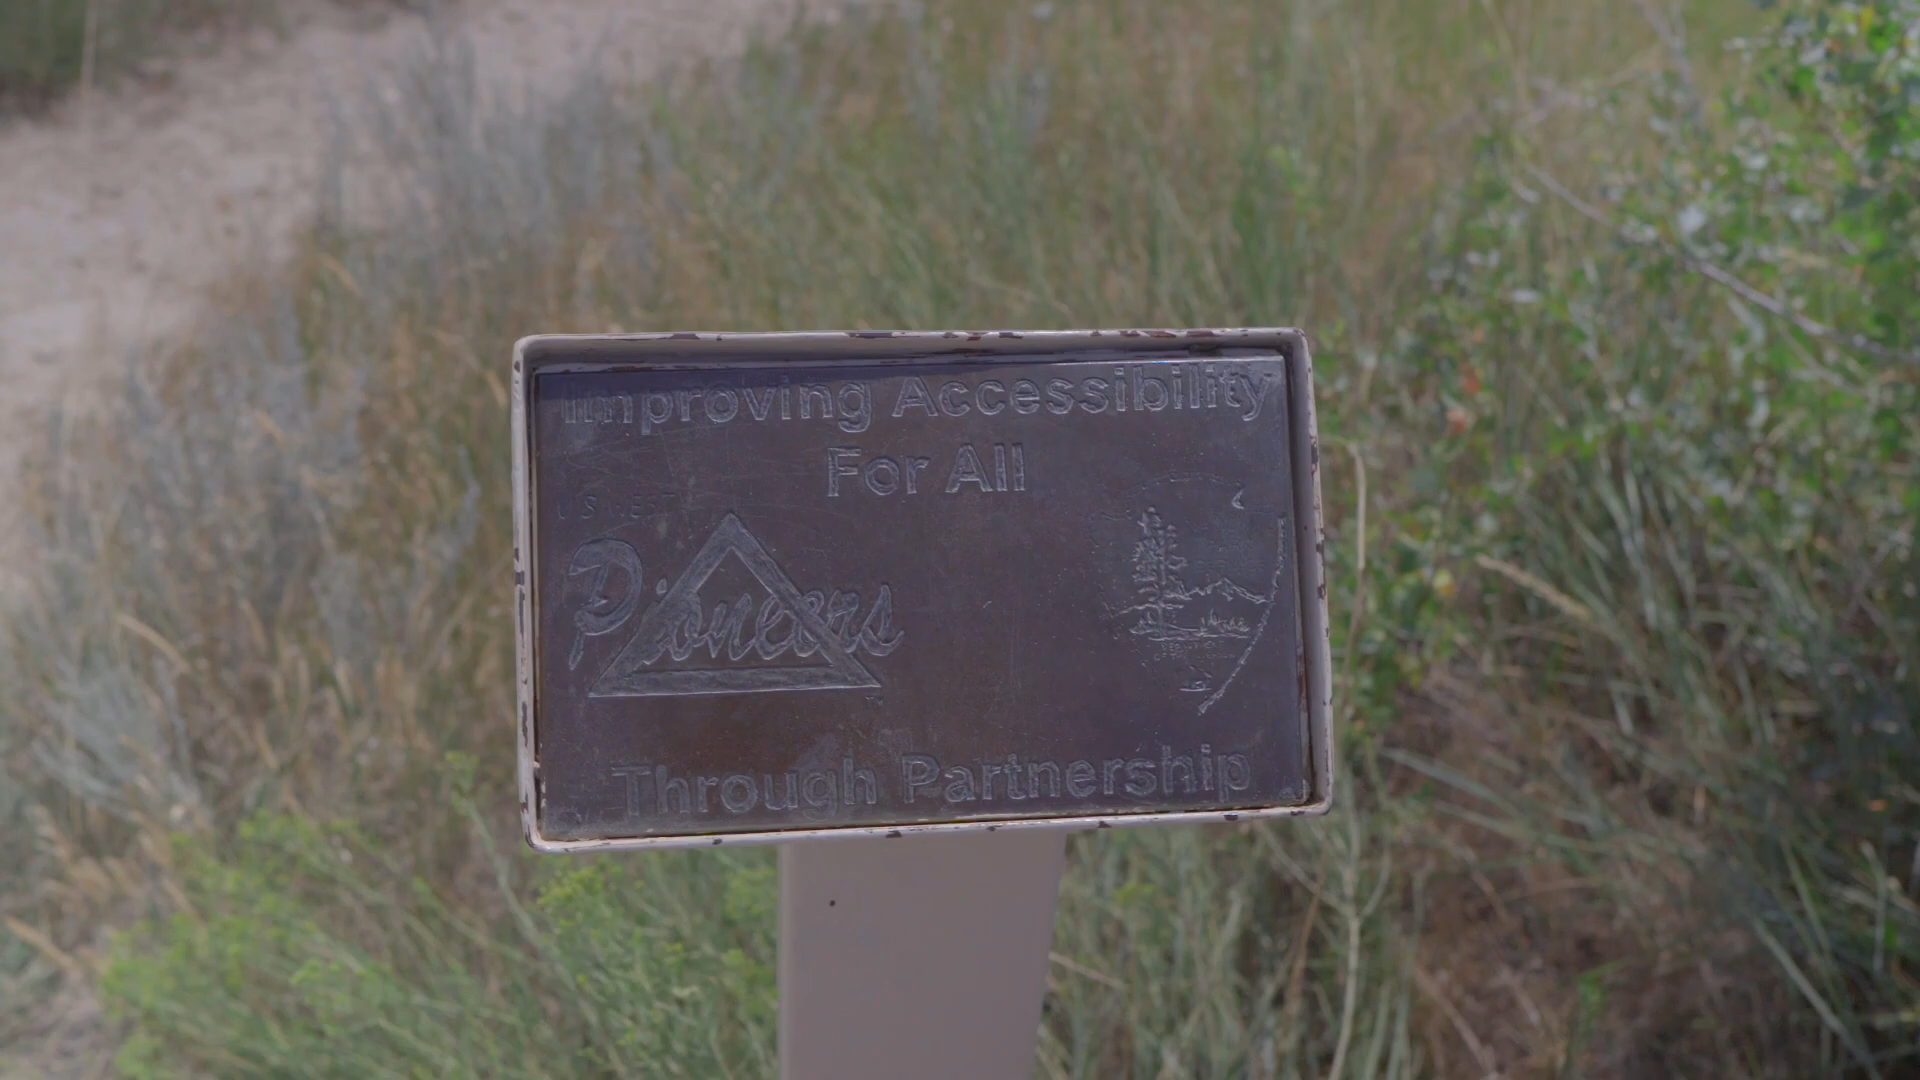 Improving Accessibility
For All
U S WEST
Pioneers
Through Partnership